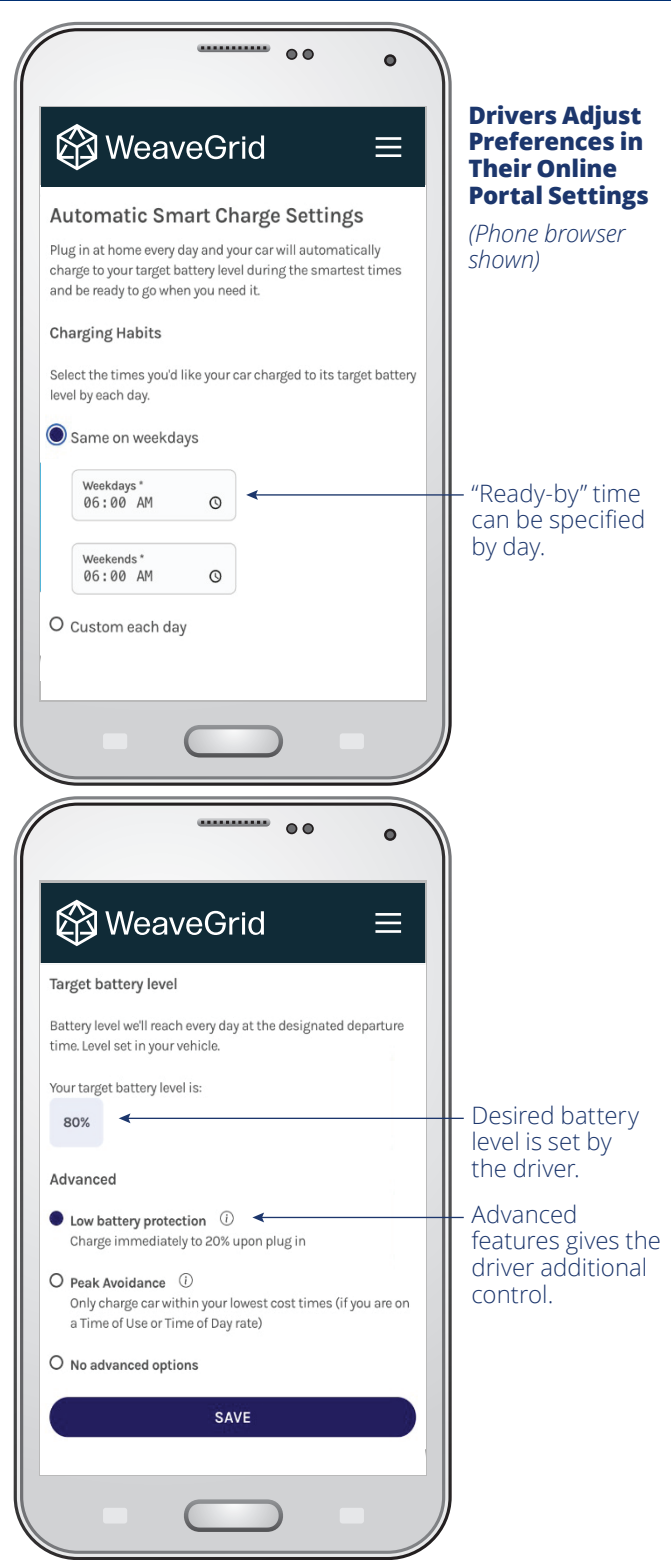 WeaveGrid
Drivers Adjust
Preferences in
Their Online
Portal Settings
(Phone browser
shown)
Automatic Smart Charge Settings
Plug in at home every day and your car will automatically
charge to your target battery level during the smartest times
and be ready to go when you need it.
Charging Habits
Select the times you'd like your car charged to its target battery
level by each day.
Same on weekdays
Weekdays *
06:00 AM
“Ready-by” time
can be specified
by day.
Weekends *
06:00 AM
Custom each day
WeaveGrid
Target battery level
Battery level we'll reach every day at the designated departure
time. Level set in your vehicle.
Your target battery level is:
80%
Desired battery
level is set by
the driver.
Advanced
Low battery protection
Charge immediately to 20% upon plug in
Advanced
features gives the
driver additional
control.
Peak Avoidance
Only charge car within your lowest cost times (if you are on
a Time of Use or Time of Day rate)
No advanced options
SAVE